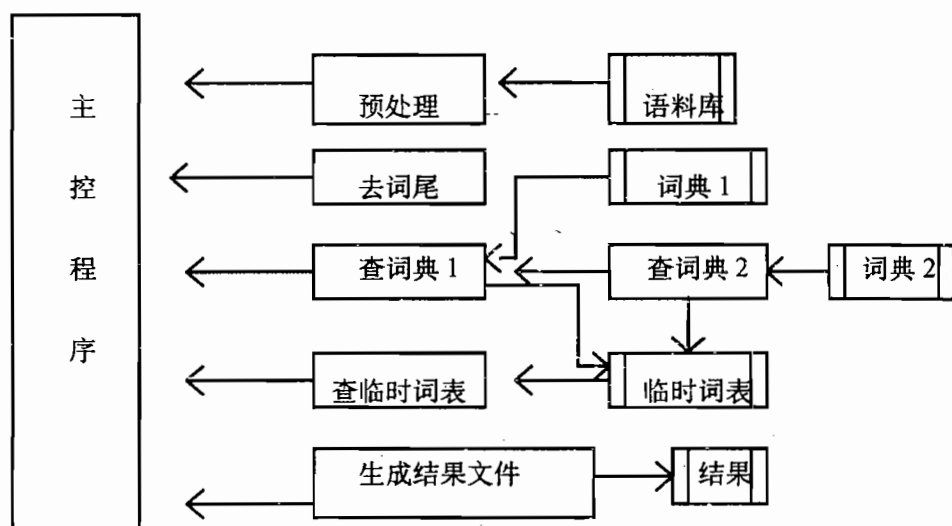 主
控
程
序
预处理
语料库
去词尾
词典 1
查词典 1
查词典 2
词典 2
查临时词表
临时词表
生成结果文件
结果